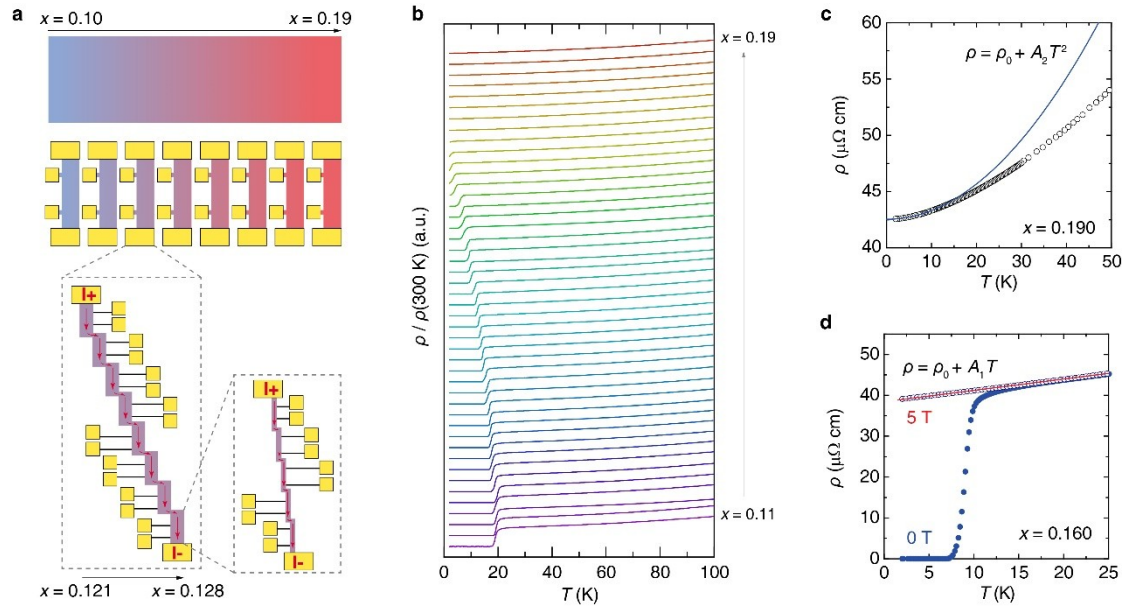 a
x = 0.10
x = 0.19
I+
I-
I+
I-
x = 0.121
x = 0.128
b
ρ / ρ(300 K) (a.u.)
x = 0.19
x = 0.11
0
20
40
60
80
100
T (K)
c
60
55
50
45
40
ρ (μΩ cm)
ρ = ρ₀ + A₂T²
x = 0.190
0
10
20
30
40
50
T (K)
d
50
40
30
20
10
0
ρ (μΩ cm)
ρ = ρ₀ + A₁T
5 T
0 T
x = 0.160
0
5
10
15
20
25
T (K)